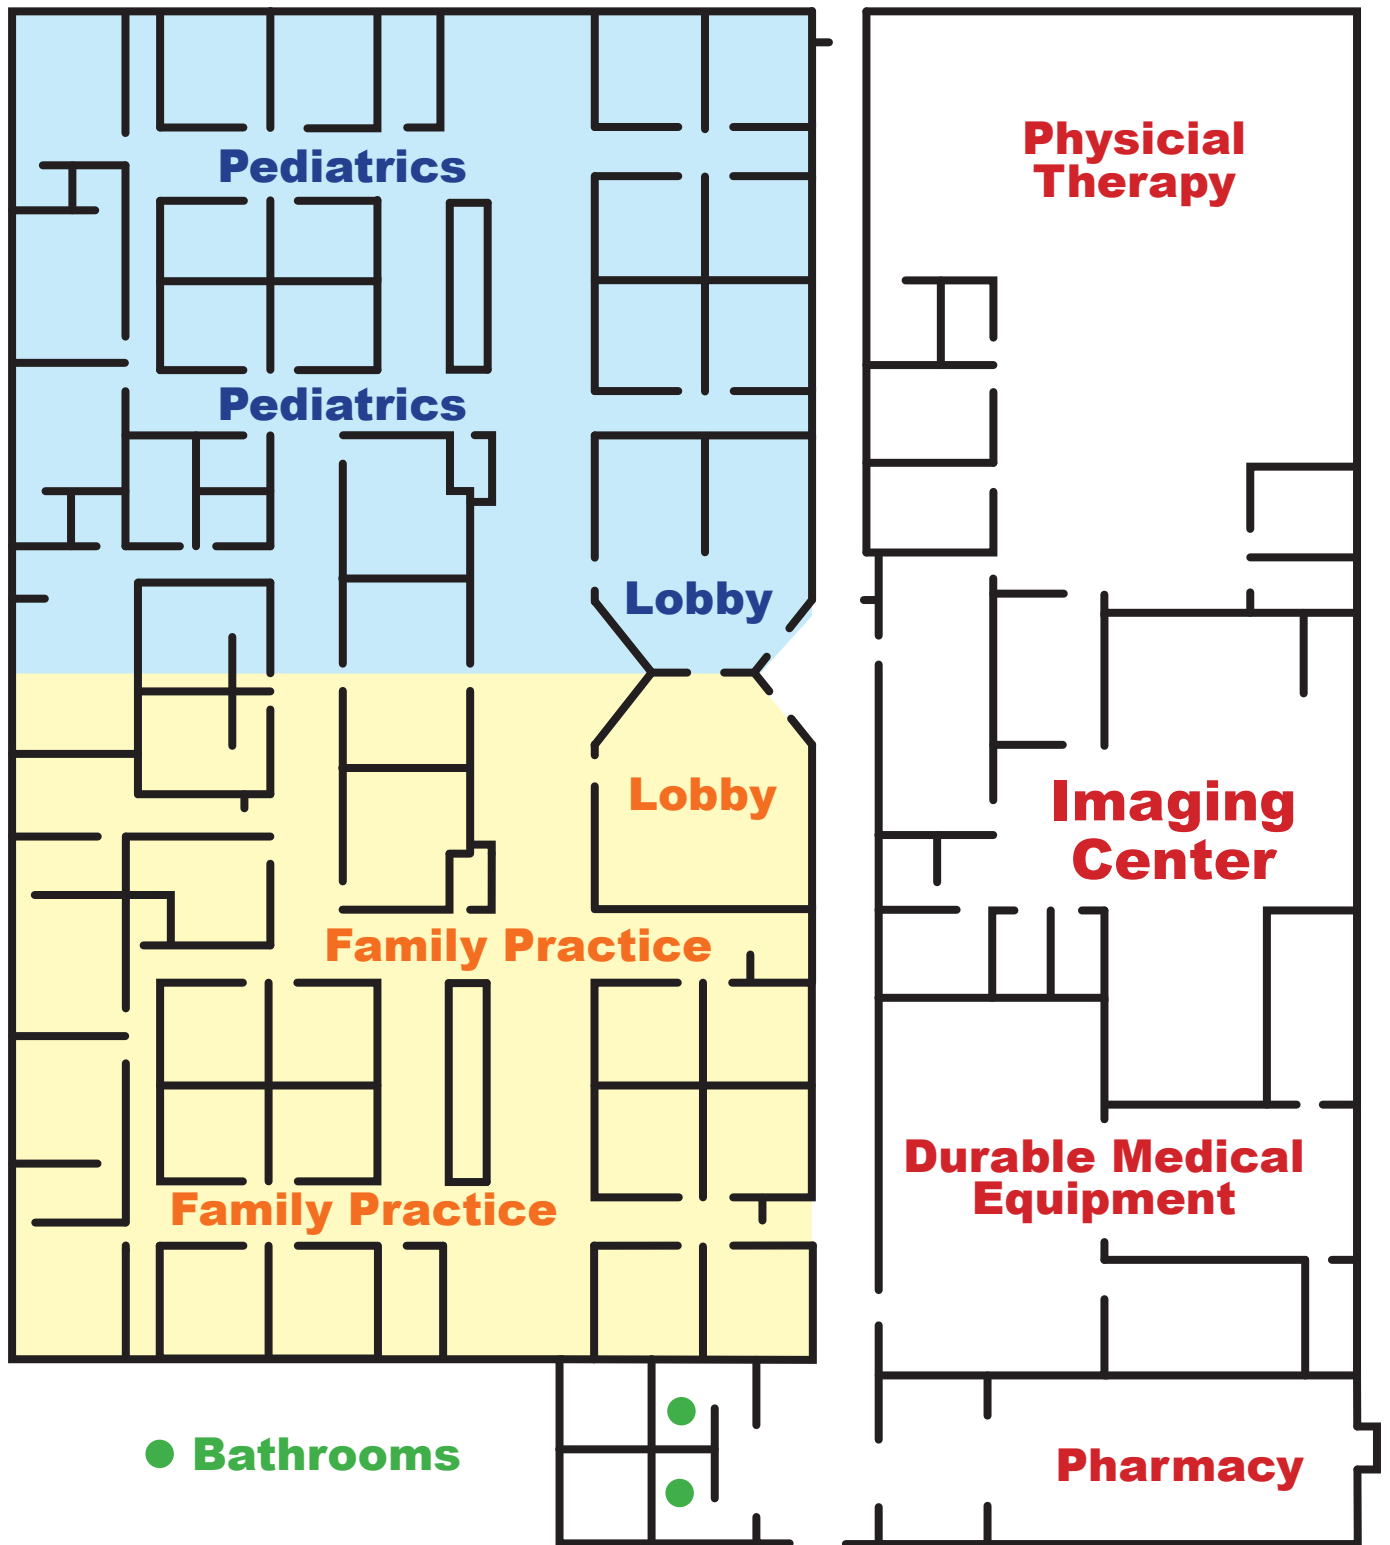 Pediatrics
Physicial
Therapy
Pediatrics
Lobby
Lobby
Imaging
Center
Family Practice
Durable Medical
Equipment
Family Practice
Bathrooms
Pharmacy